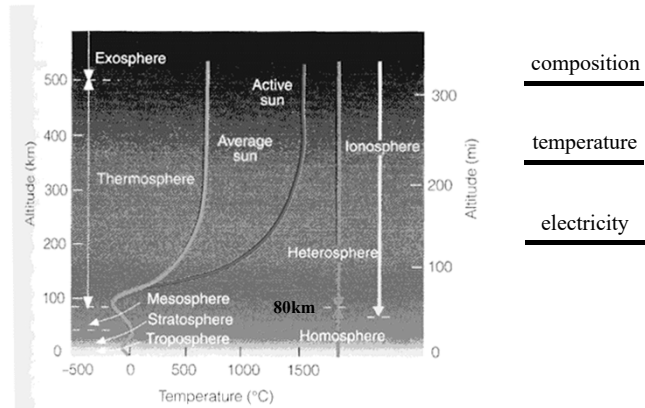 Exosphere
500
Active
sun
300
400
Average
sun
Ionosphere
Altitude (km)
Thermosphere
300
200
Altitude (mi)
200
Heterosphere
100
100
Mesosphere
80km
Stratosphere
Troposphere
Homosphere
0
0
-500
0
500
1000
1500
Temperature (°C)
composition
temperature
electricity